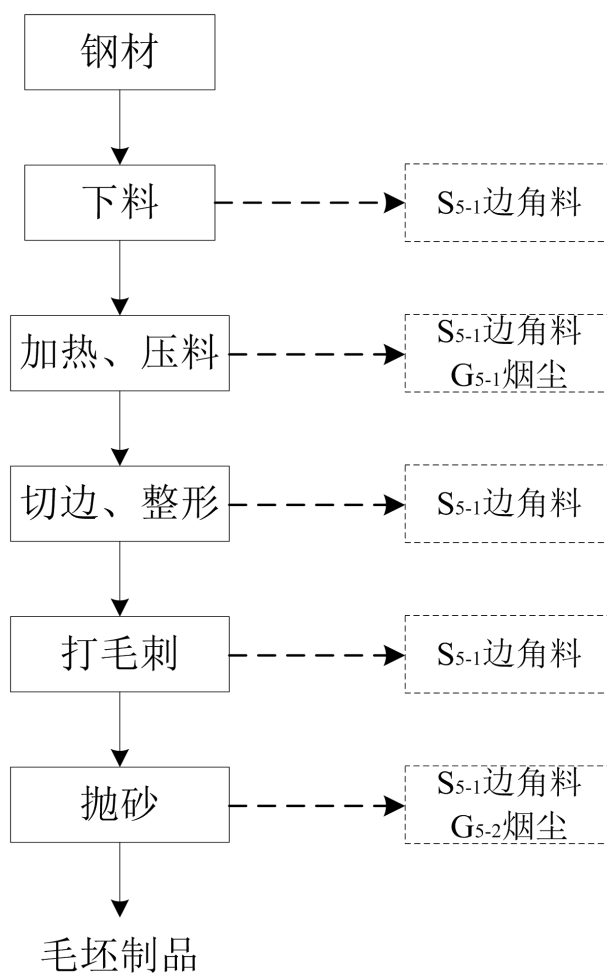 钢材
下料
S5-1边角料
加热、压料
S5-1边角料
G5-1烟尘
切边、整形
S5-1边角料
打毛刺
S5-1边角料
抛砂
S5-1边角料
G5-2烟尘
毛坯制品